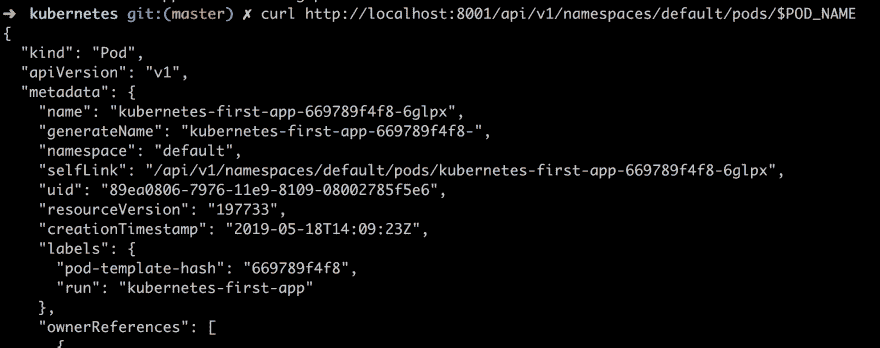 ➜  kubernetes git:(master) ✗ curl http://localhost:8001/api/v1/namespaces/default/pods/$POD_NAME
{
  "kind": "Pod",
  "apiVersion": "v1",
  "metadata": {
    "name": "kubernetes-first-app-669789f4f8-6glpx",
    "generateName": "kubernetes-first-app-669789f4f8-",
    "namespace": "default",
    "selfLink": "/api/v1/namespaces/default/pods/kubernetes-first-app-669789f4f8-6glpx",
    "uid": "89ea0806-7976-11e9-8109-08002785f5e6",
    "resourceVersion": "197733",
    "creationTimestamp": "2019-05-18T14:09:23Z",
    "labels": {
      "pod-template-hash": "669789f4f8",
      "run": "kubernetes-first-app"
    },
    "ownerReferences": [
      {